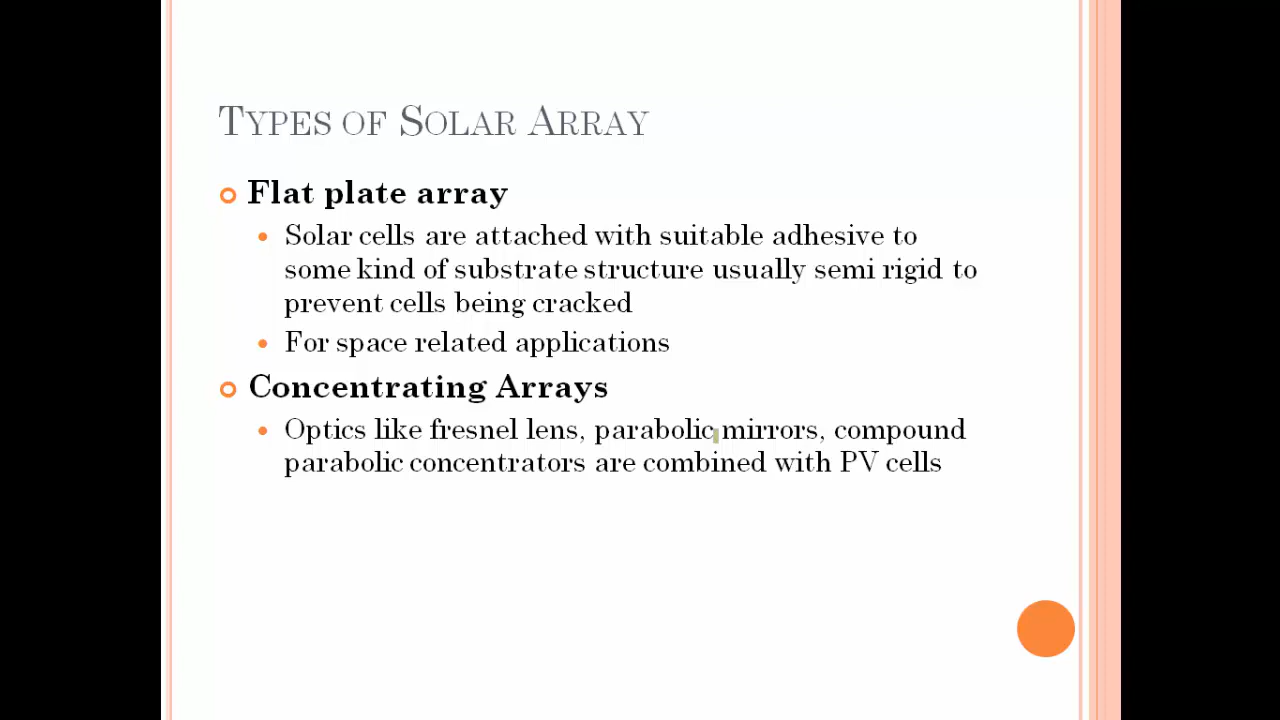 Types of Solar Array
Flat plate array
Solar cells are attached with suitable adhesive to
some kind of substrate structure usually semi rigid to
prevent cells being cracked
For space related applications
Concentrating Arrays
Optics like fresnel lens, parabolic mirrors, compound
parabolic concentrators are combined with PV cells